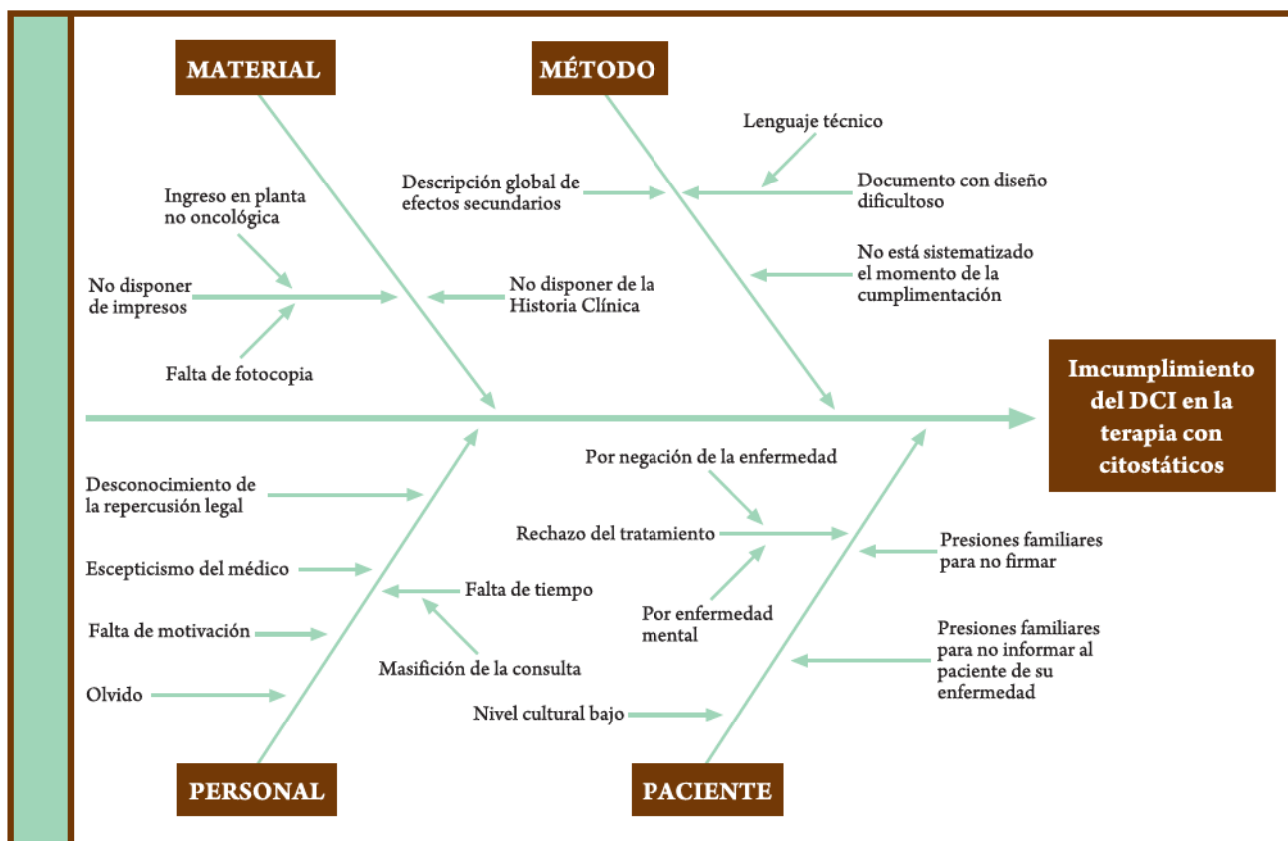 MATERIAL
MÉTODO
Lenguaje técnico
Ingreso en planta
no oncológica
Descripción global de
efectos secundarios
Documento con diseño
dificultoso
No disponer
de impresos
No disponer de la
Historia Clínica
No está sistematizado
el momento de la
cumplimentación
Falta de fotocopia
Imcumplimiento
del DCI en la
terapia con
citostáticos
Desconocimiento de
la repercusión legal
Por negación de la enfermedad
Escepticismo del médico
Falta de tiempo
Rechazo del tratamiento
Presiones familiares
para no firmar
Falta de motivación
Masifición de la consulta
Por enfermedad
mental
Presiones familiares
para no informar al
paciente de su
enfermedad
Olvido
Nivel cultural bajo
PERSONAL
PACIENTE